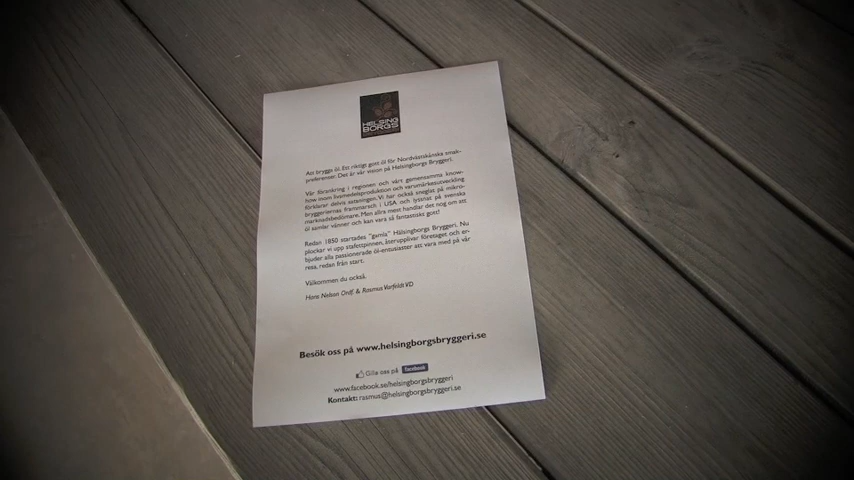 HELSING
BORGS
Att brygga öl. Ett riktigt gott öl för Nordvästskånska smak-
preferenser. Det är vår vision på Helsingborgs Bryggeri.
Vår förankring i regionen och vårt gemensamma know-
how inom livsmedelsproduktion och varumärkesutveckling
förklarar delvis satsningen. Vi har också sneglat på mikro-
bryggeriernas frammarsch i USA och lyssnat på svenska
marknadsbedömare. Men allra mest handlar det nog om att
öl samlar vänner och kan vara så fantastiskt gott!
Redan 1850 startades "gamla" Hälsingborgs Bryggeri. Nu
plockar vi upp stafettpinnen, återupplivar företaget och er-
bjuder alla passionerade öl-entusiaster att vara med på vår
resa, redan från start.
Välkommen du också.
Hans Nelson Ordf. & Rasmus Varfeldt VD
Besök oss på www.helsingborgsbryggeri.se
Gilla oss på facebook
www.facebook.se/helsingborgsbryggeri
Kontakt: rasmus@helsingborgsbryggeri.se